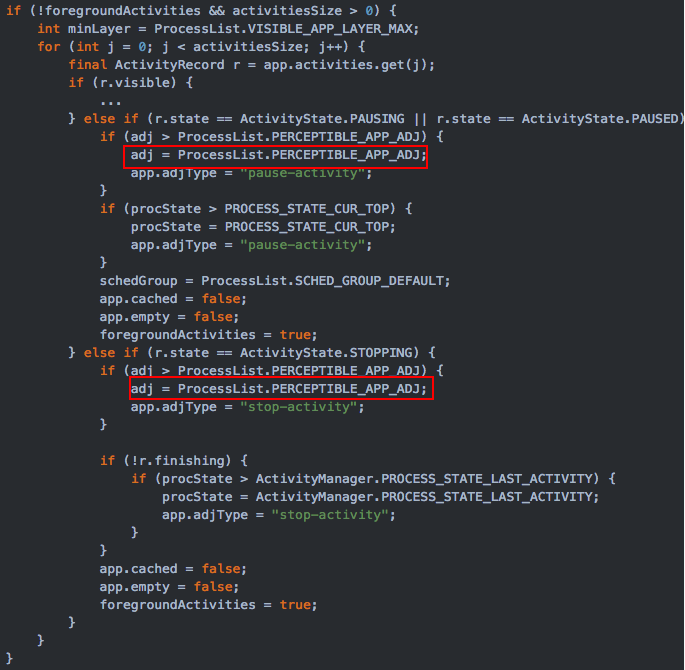 if (!foregroundActivities && activitiesSize > 0) {
    int minLayer = ProcessList.VISIBLE_APP_LAYER_MAX;
    for (int j = 0; j < activitiesSize; j++) {
        final ActivityRecord r = app.activities.get(j);
        if (r.visible) {
            ...
        } else if (r.state == ActivityState.PAUSING || r.state == ActivityState.PAUSED)
            if (adj > ProcessList.PERCEPTIBLE_APP_ADJ) {
                adj = ProcessList.PERCEPTIBLE_APP_ADJ;
                app.adjType = "pause-activity";
            }
            if (procState > PROCESS_STATE_CUR_TOP) {
                procState = PROCESS_STATE_CUR_TOP;
                app.adjType = "pause-activity";
            }
            schedGroup = ProcessList.SCHED_GROUP_DEFAULT;
            app.cached = false;
            app.empty = false;
            foregroundActivities = true;
        } else if (r.state == ActivityState.STOPPING) {
            if (adj > ProcessList.PERCEPTIBLE_APP_ADJ) {
                adj = ProcessList.PERCEPTIBLE_APP_ADJ;
                app.adjType = "stop-activity";
            }
            if (!r.finishing) {
                if (procState > ActivityManager.PROCESS_STATE_LAST_ACTIVITY) {
                    procState = ActivityManager.PROCESS_STATE_LAST_ACTIVITY;
                    app.adjType = "stop-activity";
                }
            }
            app.cached = false;
            app.empty = false;
            foregroundActivities = true;
        }
    }
}